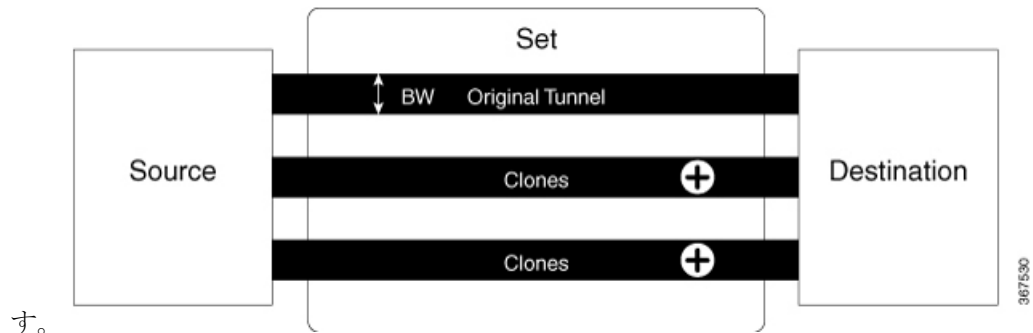 Set
BW Original Tunnel
Source
Clones
Destination
Clones
367530
す。